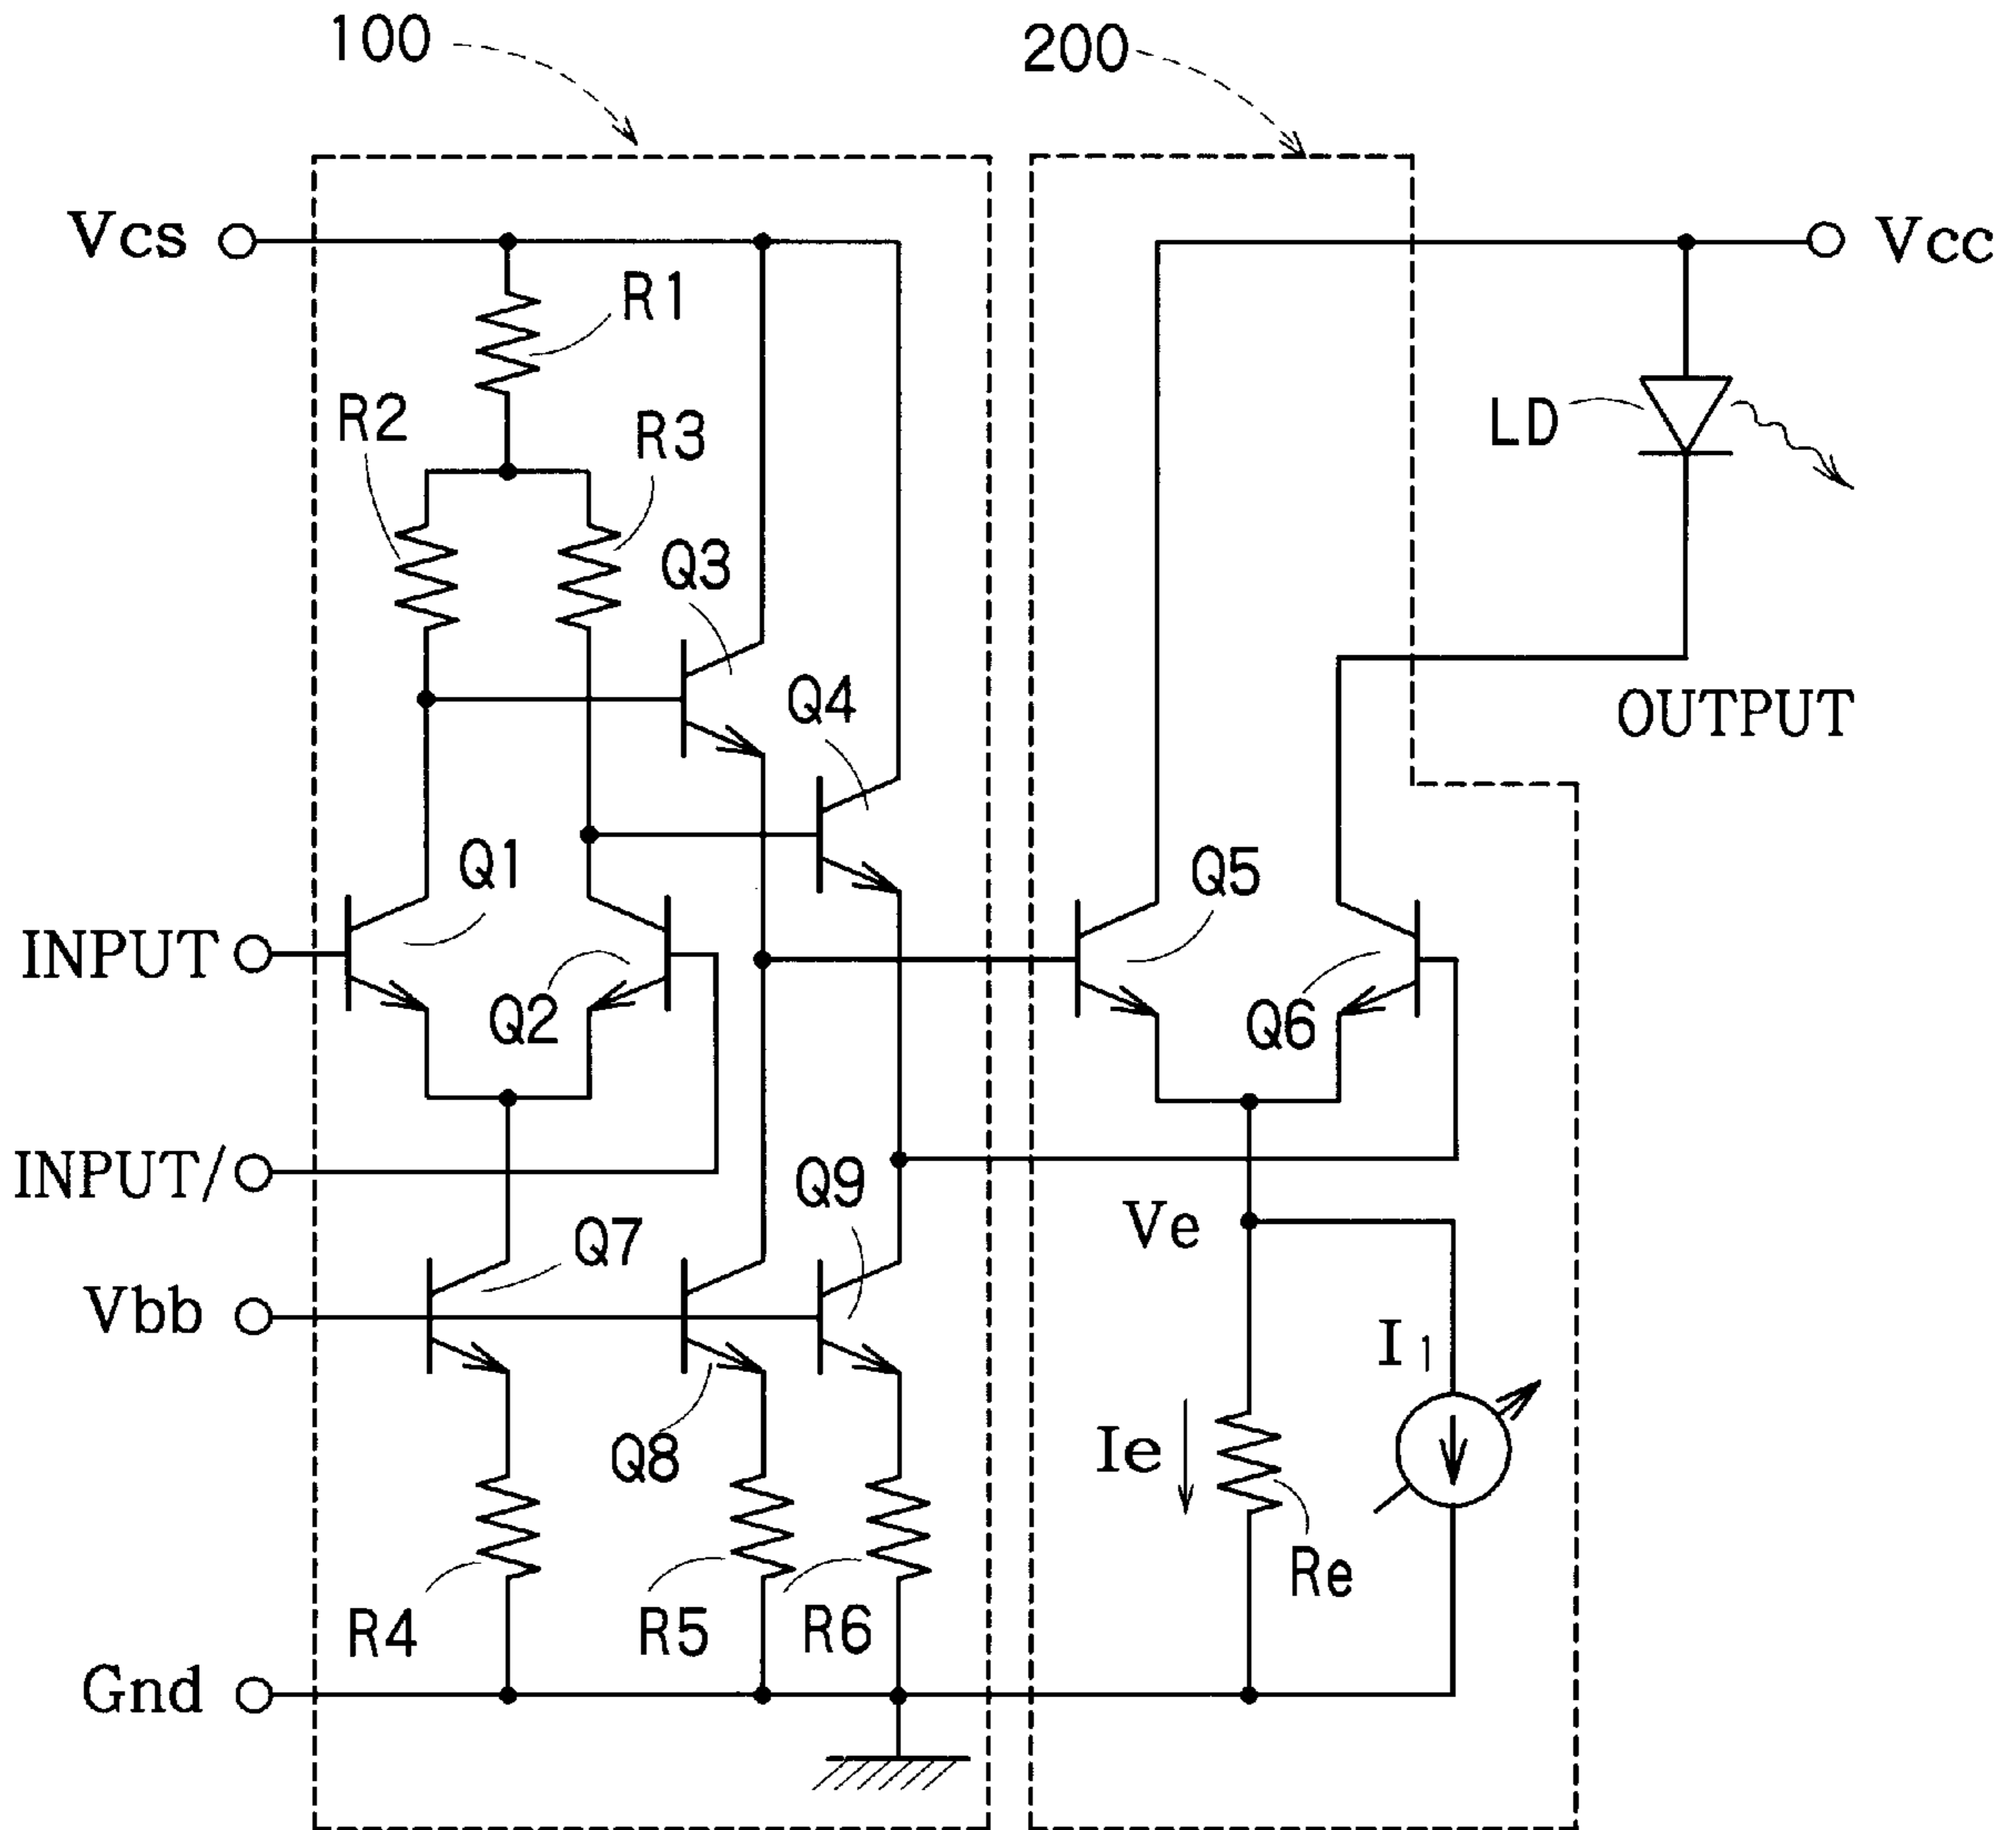 100
200
Vcs
Vcc
R1
R2
R3
LD
Q3
Q4
OUTPUT
Q1
Q5
INPUT
Q2
Q6
INPUT/
Q9
Ve
Q7
Vbb
I1
Ie
Q8
Re
R4
R5
R6
Gnd